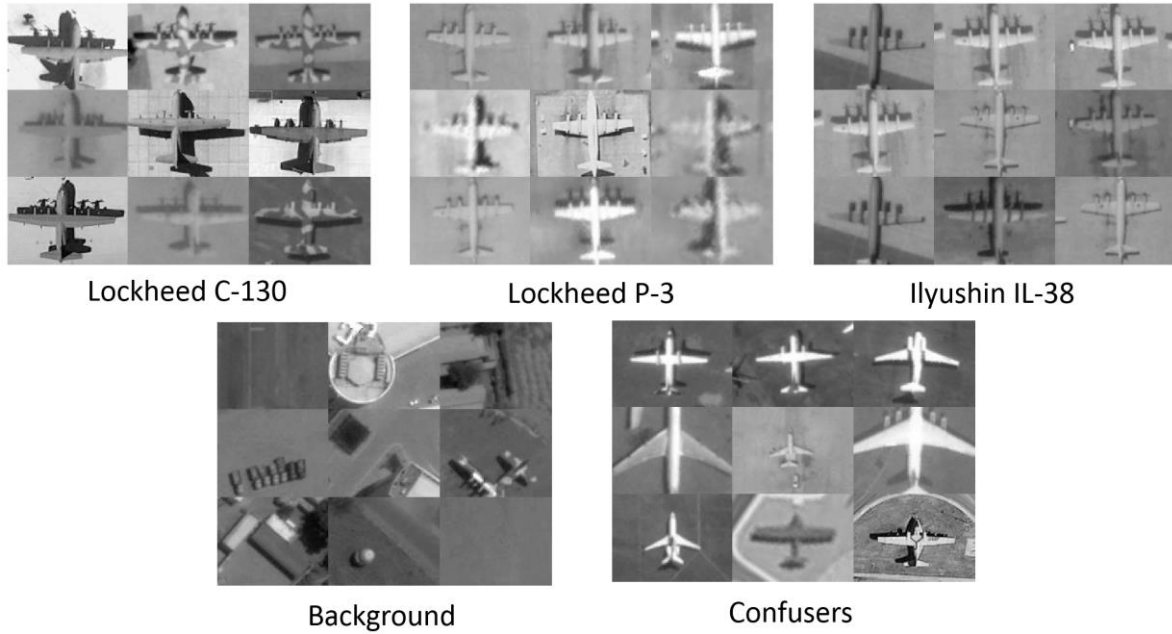 Lockheed C-130
Lockheed P-3
Ilyushin IL-38
Background
Confusers